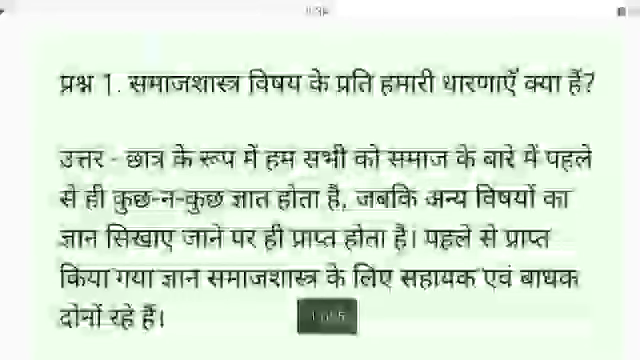 प्रश्न 1. समाजशास्त्र विषय के प्रति हमारी धारणाएँ क्या हैं?
उत्तर - छात्र के रूप में हम सभी को समाज के बारे में पहले
से ही कुछ-न-कुछ ज्ञात होता है, जबकि अन्य विषयों का
ज्ञान सिखाए जाने पर ही प्राप्त होता है। पहले से प्राप्त
किया गया ज्ञान समाजशास्त्र के लिए सहायक एवं बाधक
दोनों रहे हैं।